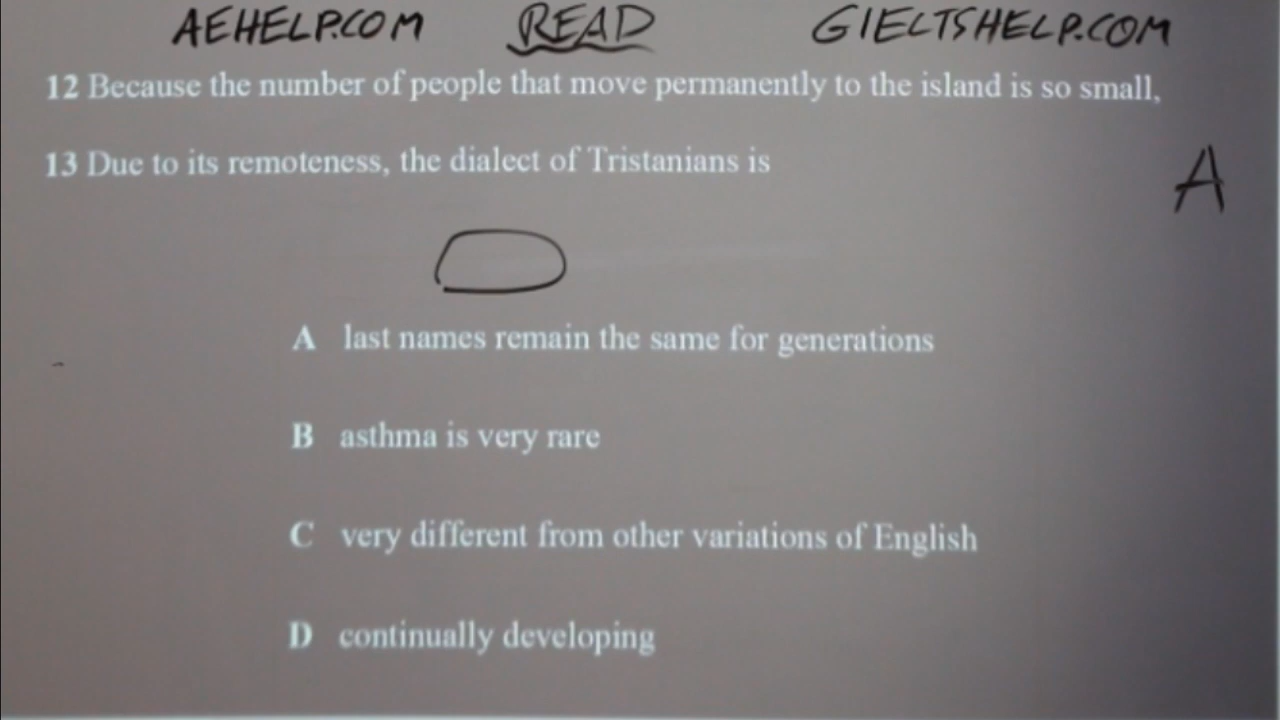 AEHELP.COM READ GIELTSHELP.COM
12 Because the number of people that move permanently to the island is so small,
13 Due to its remoteness, the dialect of Tristanians is
A
A last names remain the same for generations
B asthma is very rare
C very different from other variations of English
D continually developing